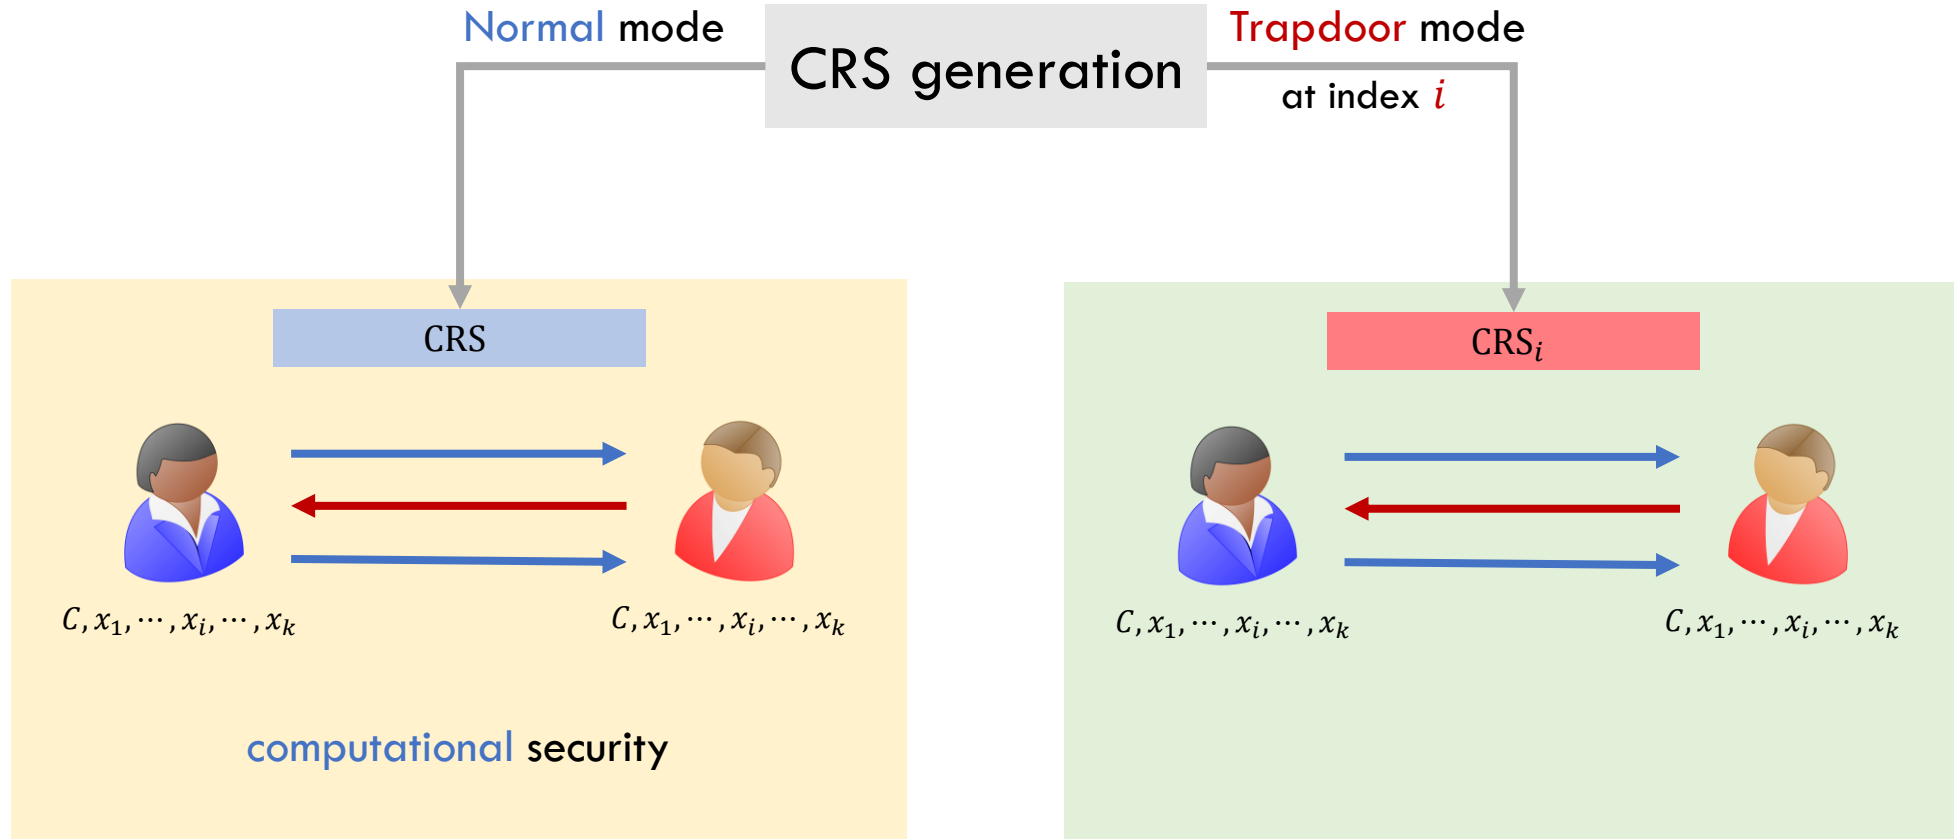 Normal mode
CRS generation
Trapdoor mode
at index i
CRS
CRS_i
C, x_1, ⋯, x_i, ⋯, x_k
C, x_1, ⋯, x_i, ⋯, x_k
C, x_1, ⋯, x_i, ⋯, x_k
C, x_1, ⋯, x_i, ⋯, x_k
computational security